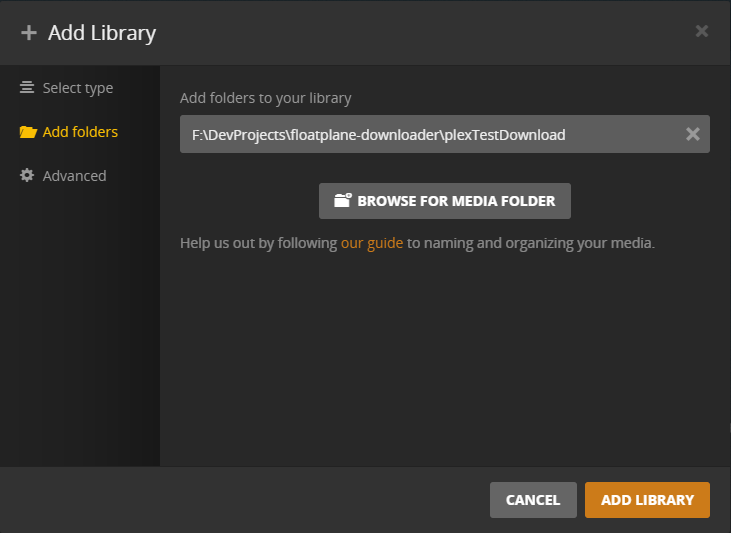 Add Library
Select type
Add folders
Advanced
Add folders to your library
F:\DevProjects\floatplane-downloader\plexTestDownload
BROWSE FOR MEDIA FOLDER
Help us out by following our guide to naming and organizing your media.
CANCEL
ADD LIBRARY